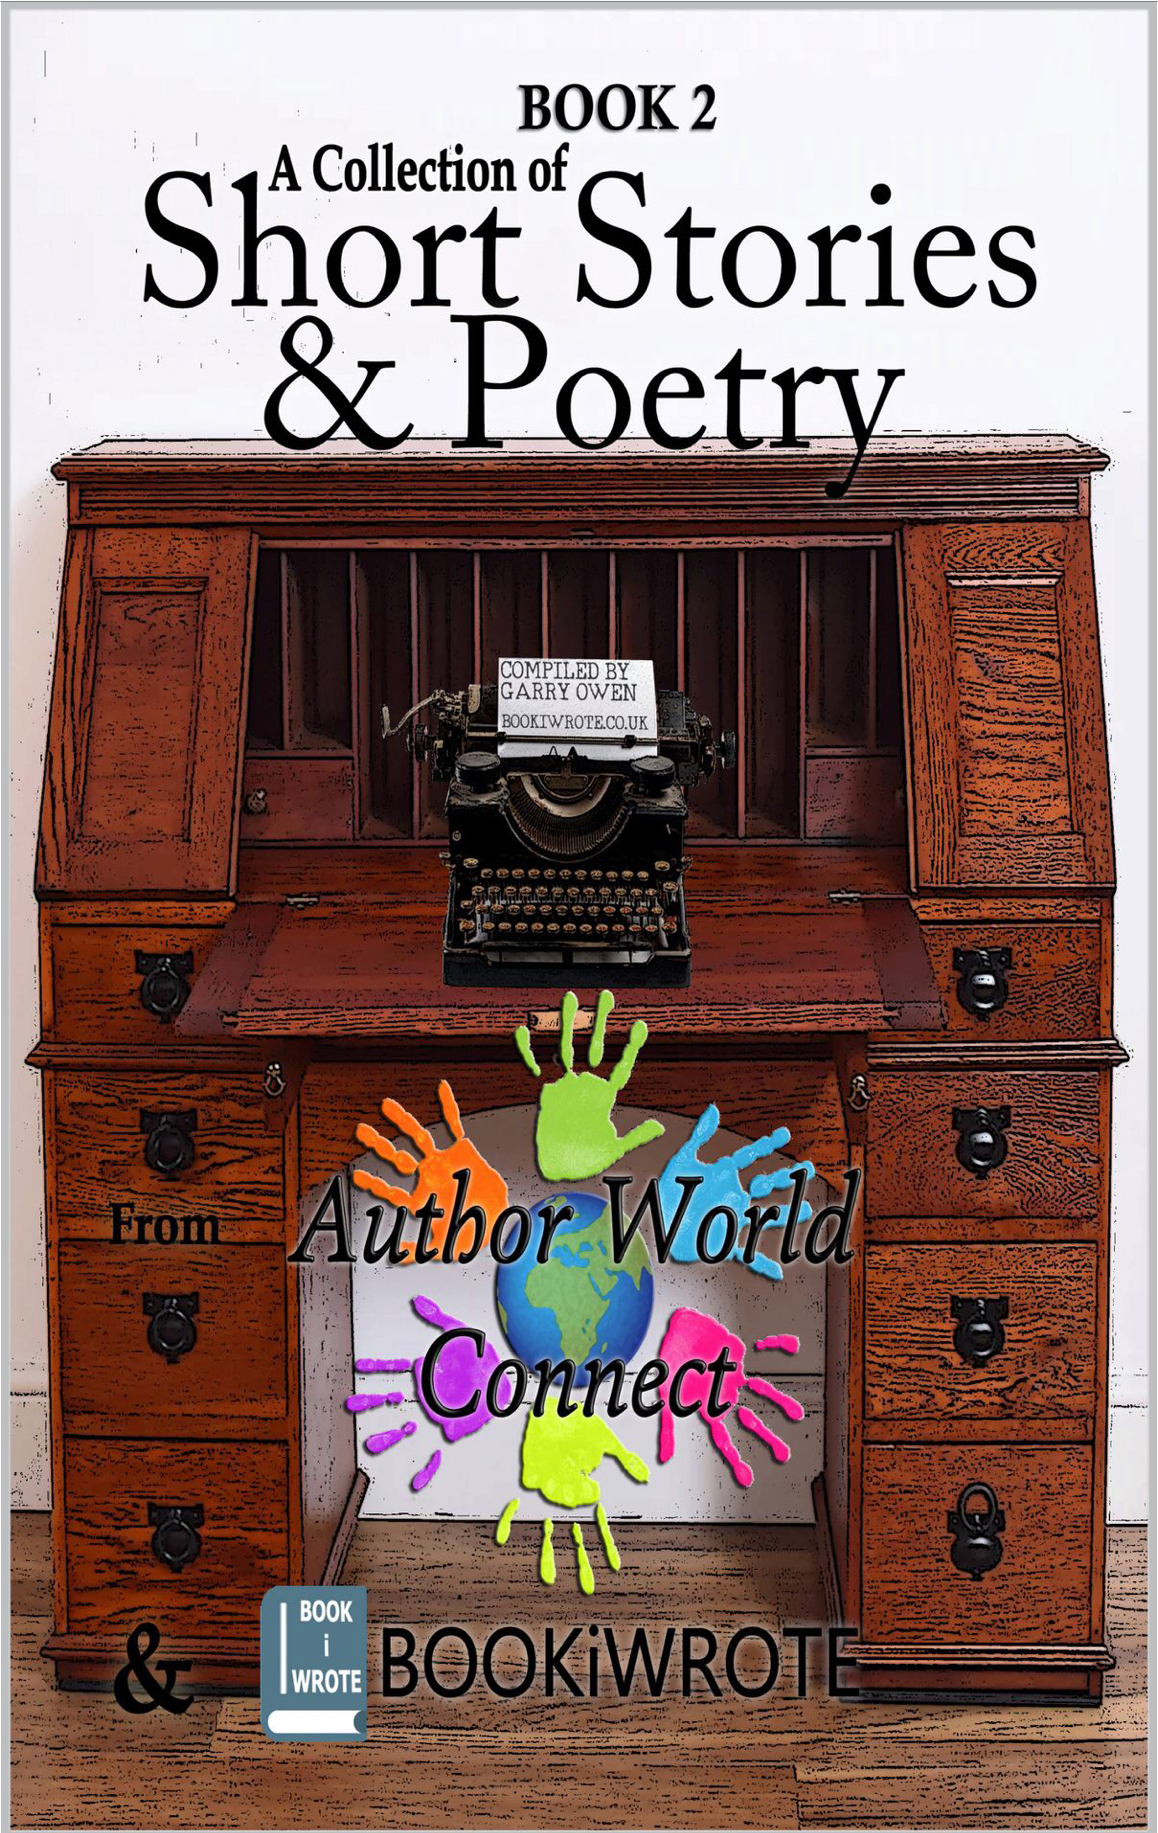 BOOK 2
A Collection of
Short Stories
& Poetry
COMPILED BY
GARRY OWEN
BOOKIWROTE.CO.UK
From
Author World
Connect
&
BOOK
i
WROTE
BOOKiWROTE